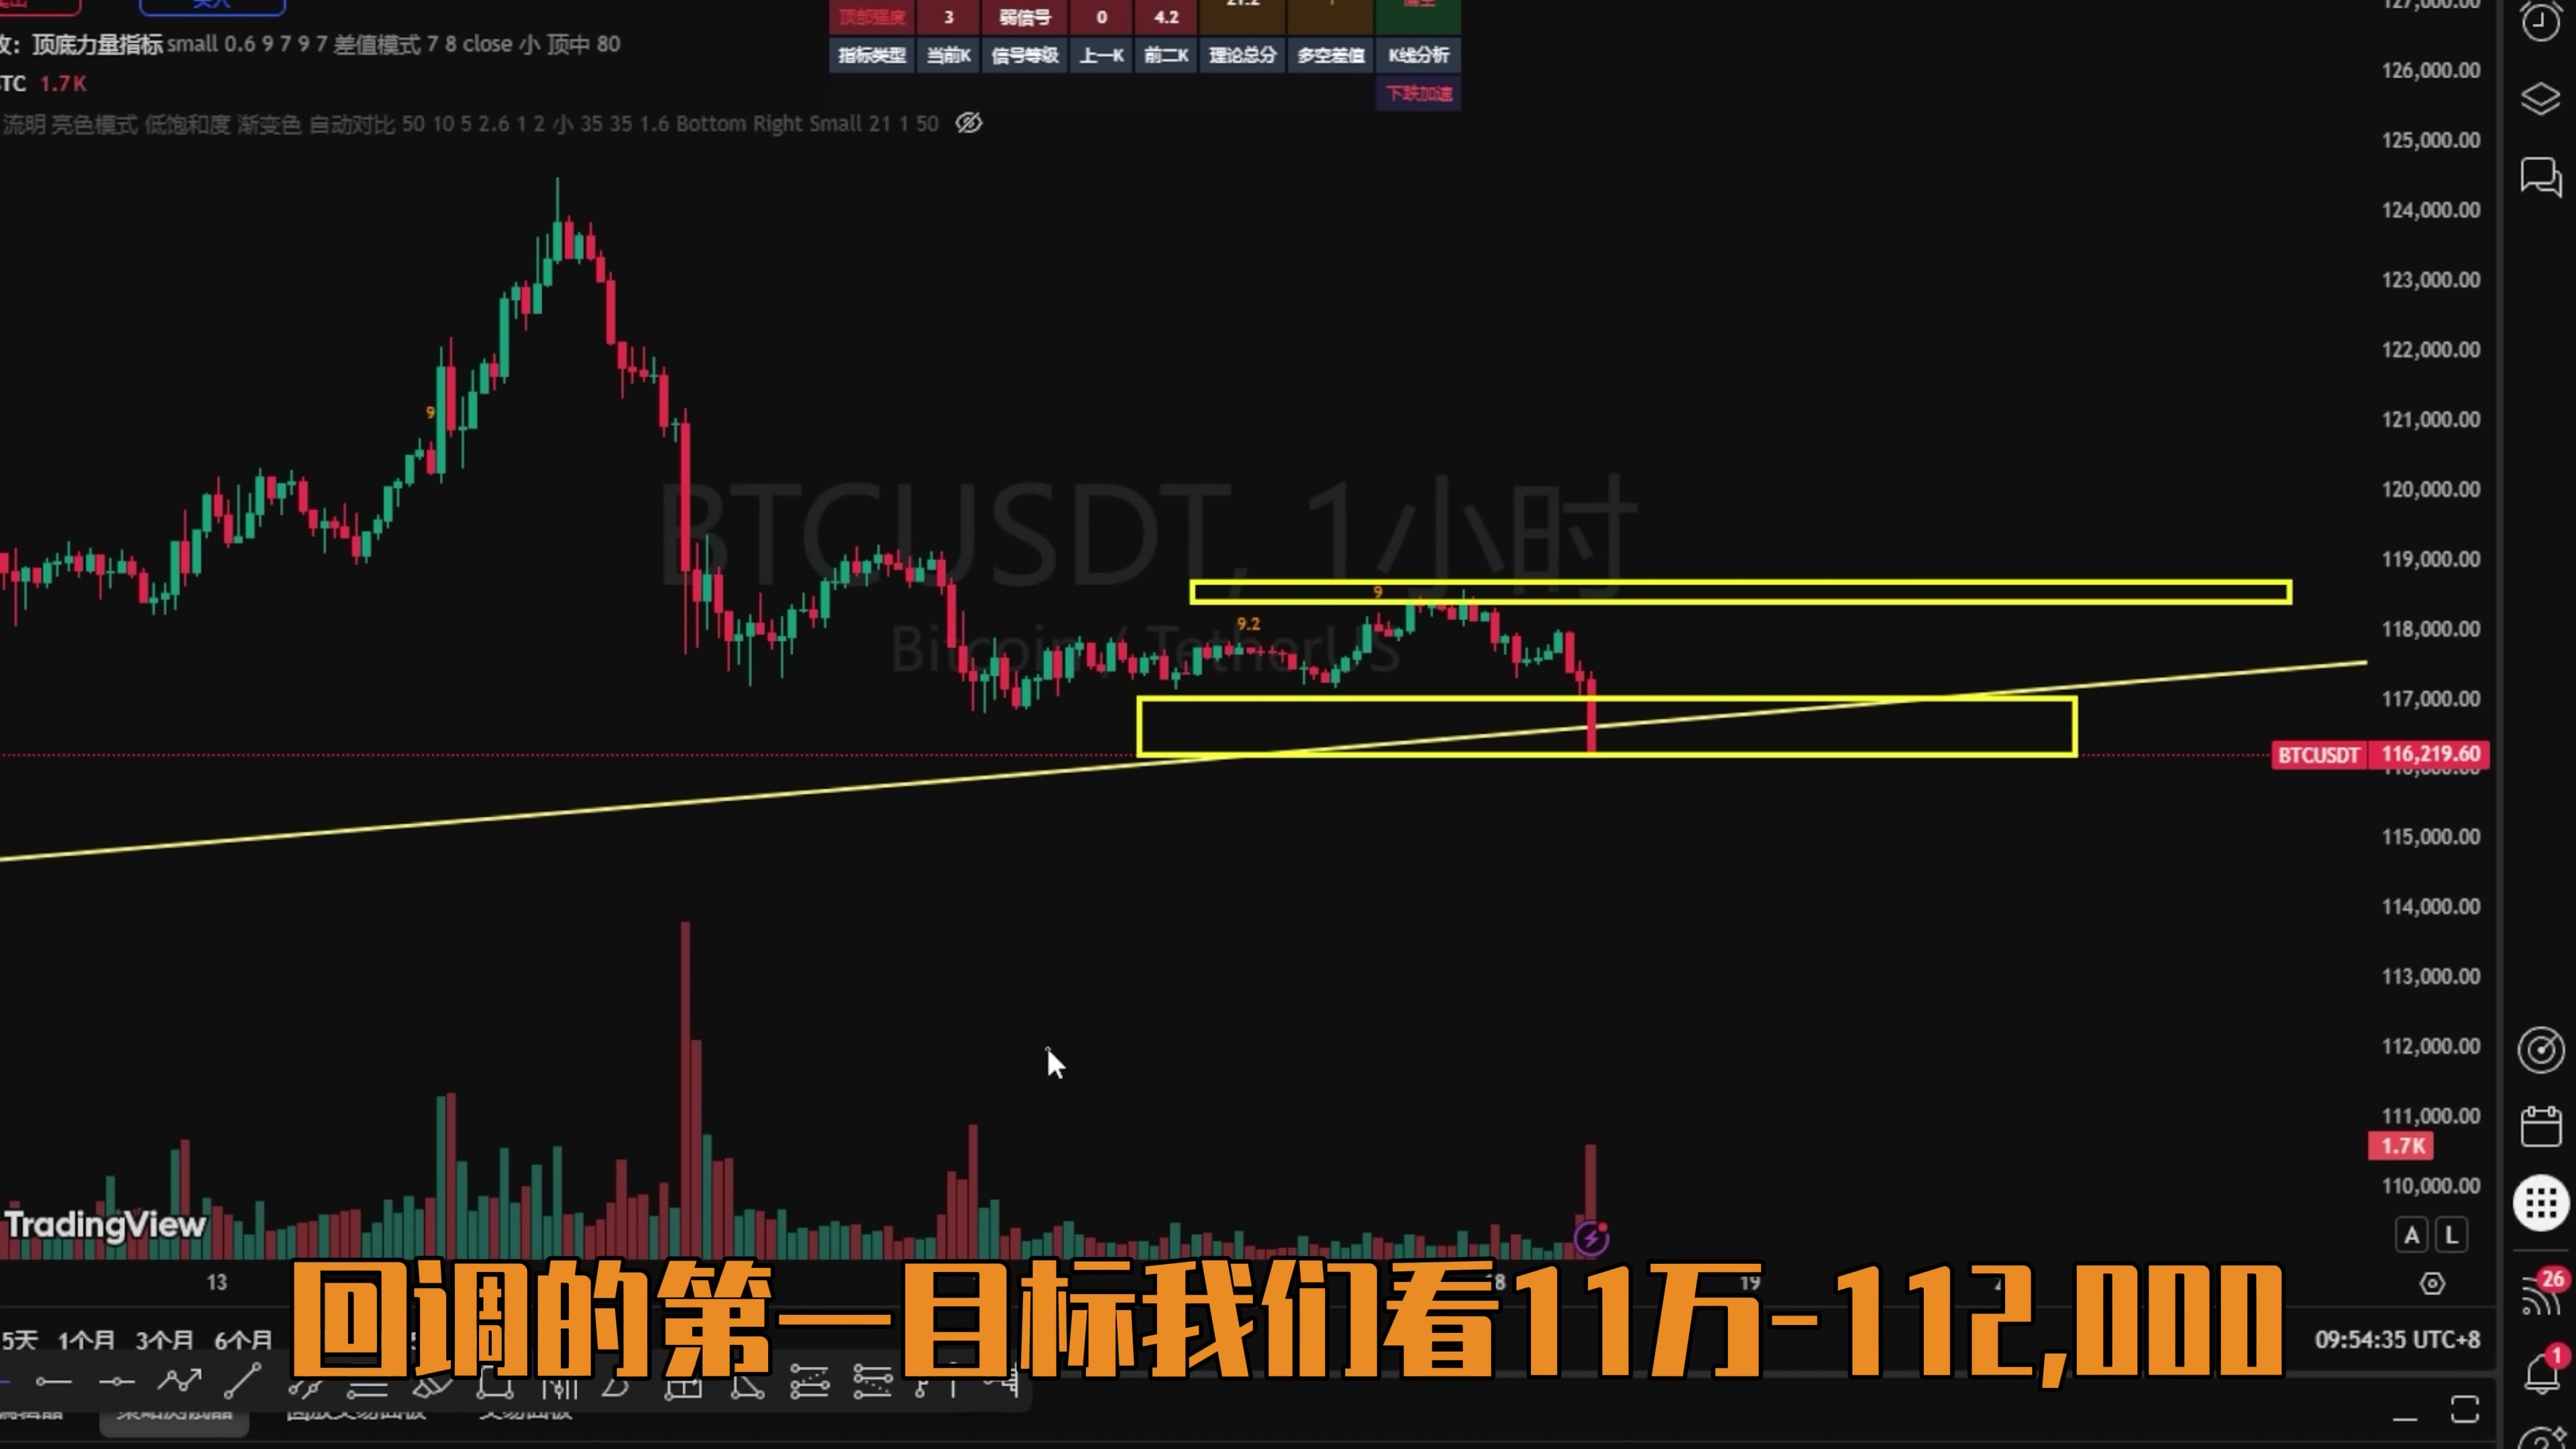 127,000.00
买入
顶部强度 3 弱信号 0 4.2 21.2
顶底力量指标 small 0.6 9 7 9 7 差值模式 7 8 close 小 顶中 80
指标类型 当前K 信号等级 上一K 前二K 理论总分 多空差值 K线分析
126,000.00
TC 1.7K
下跌加速
流明 亮色模式 低饱和度 渐变色 自动对比 50 10 5 2.6 1 2 小 35 35 1.6 Bottom Right Small 21 1 50
125,000.00
124,000.00
123,000.00
122,000.00
9
121,000.00
120,000.00
BTCUSDT, 1小时
119,000.00
9
9.2
118,000.00
Bitcoin / TetherUS
117,000.00
BTCUSDT 116,219.60
115,000.00
114,000.00
113,000.00
112,000.00
111,000.00
1.7K
110,000.00
TradingView
A L
13
18
19
26
回调的第一目标我们看11万-112,000
5天 1个月 3个月 6个月
09:54:35 UTC+8
1